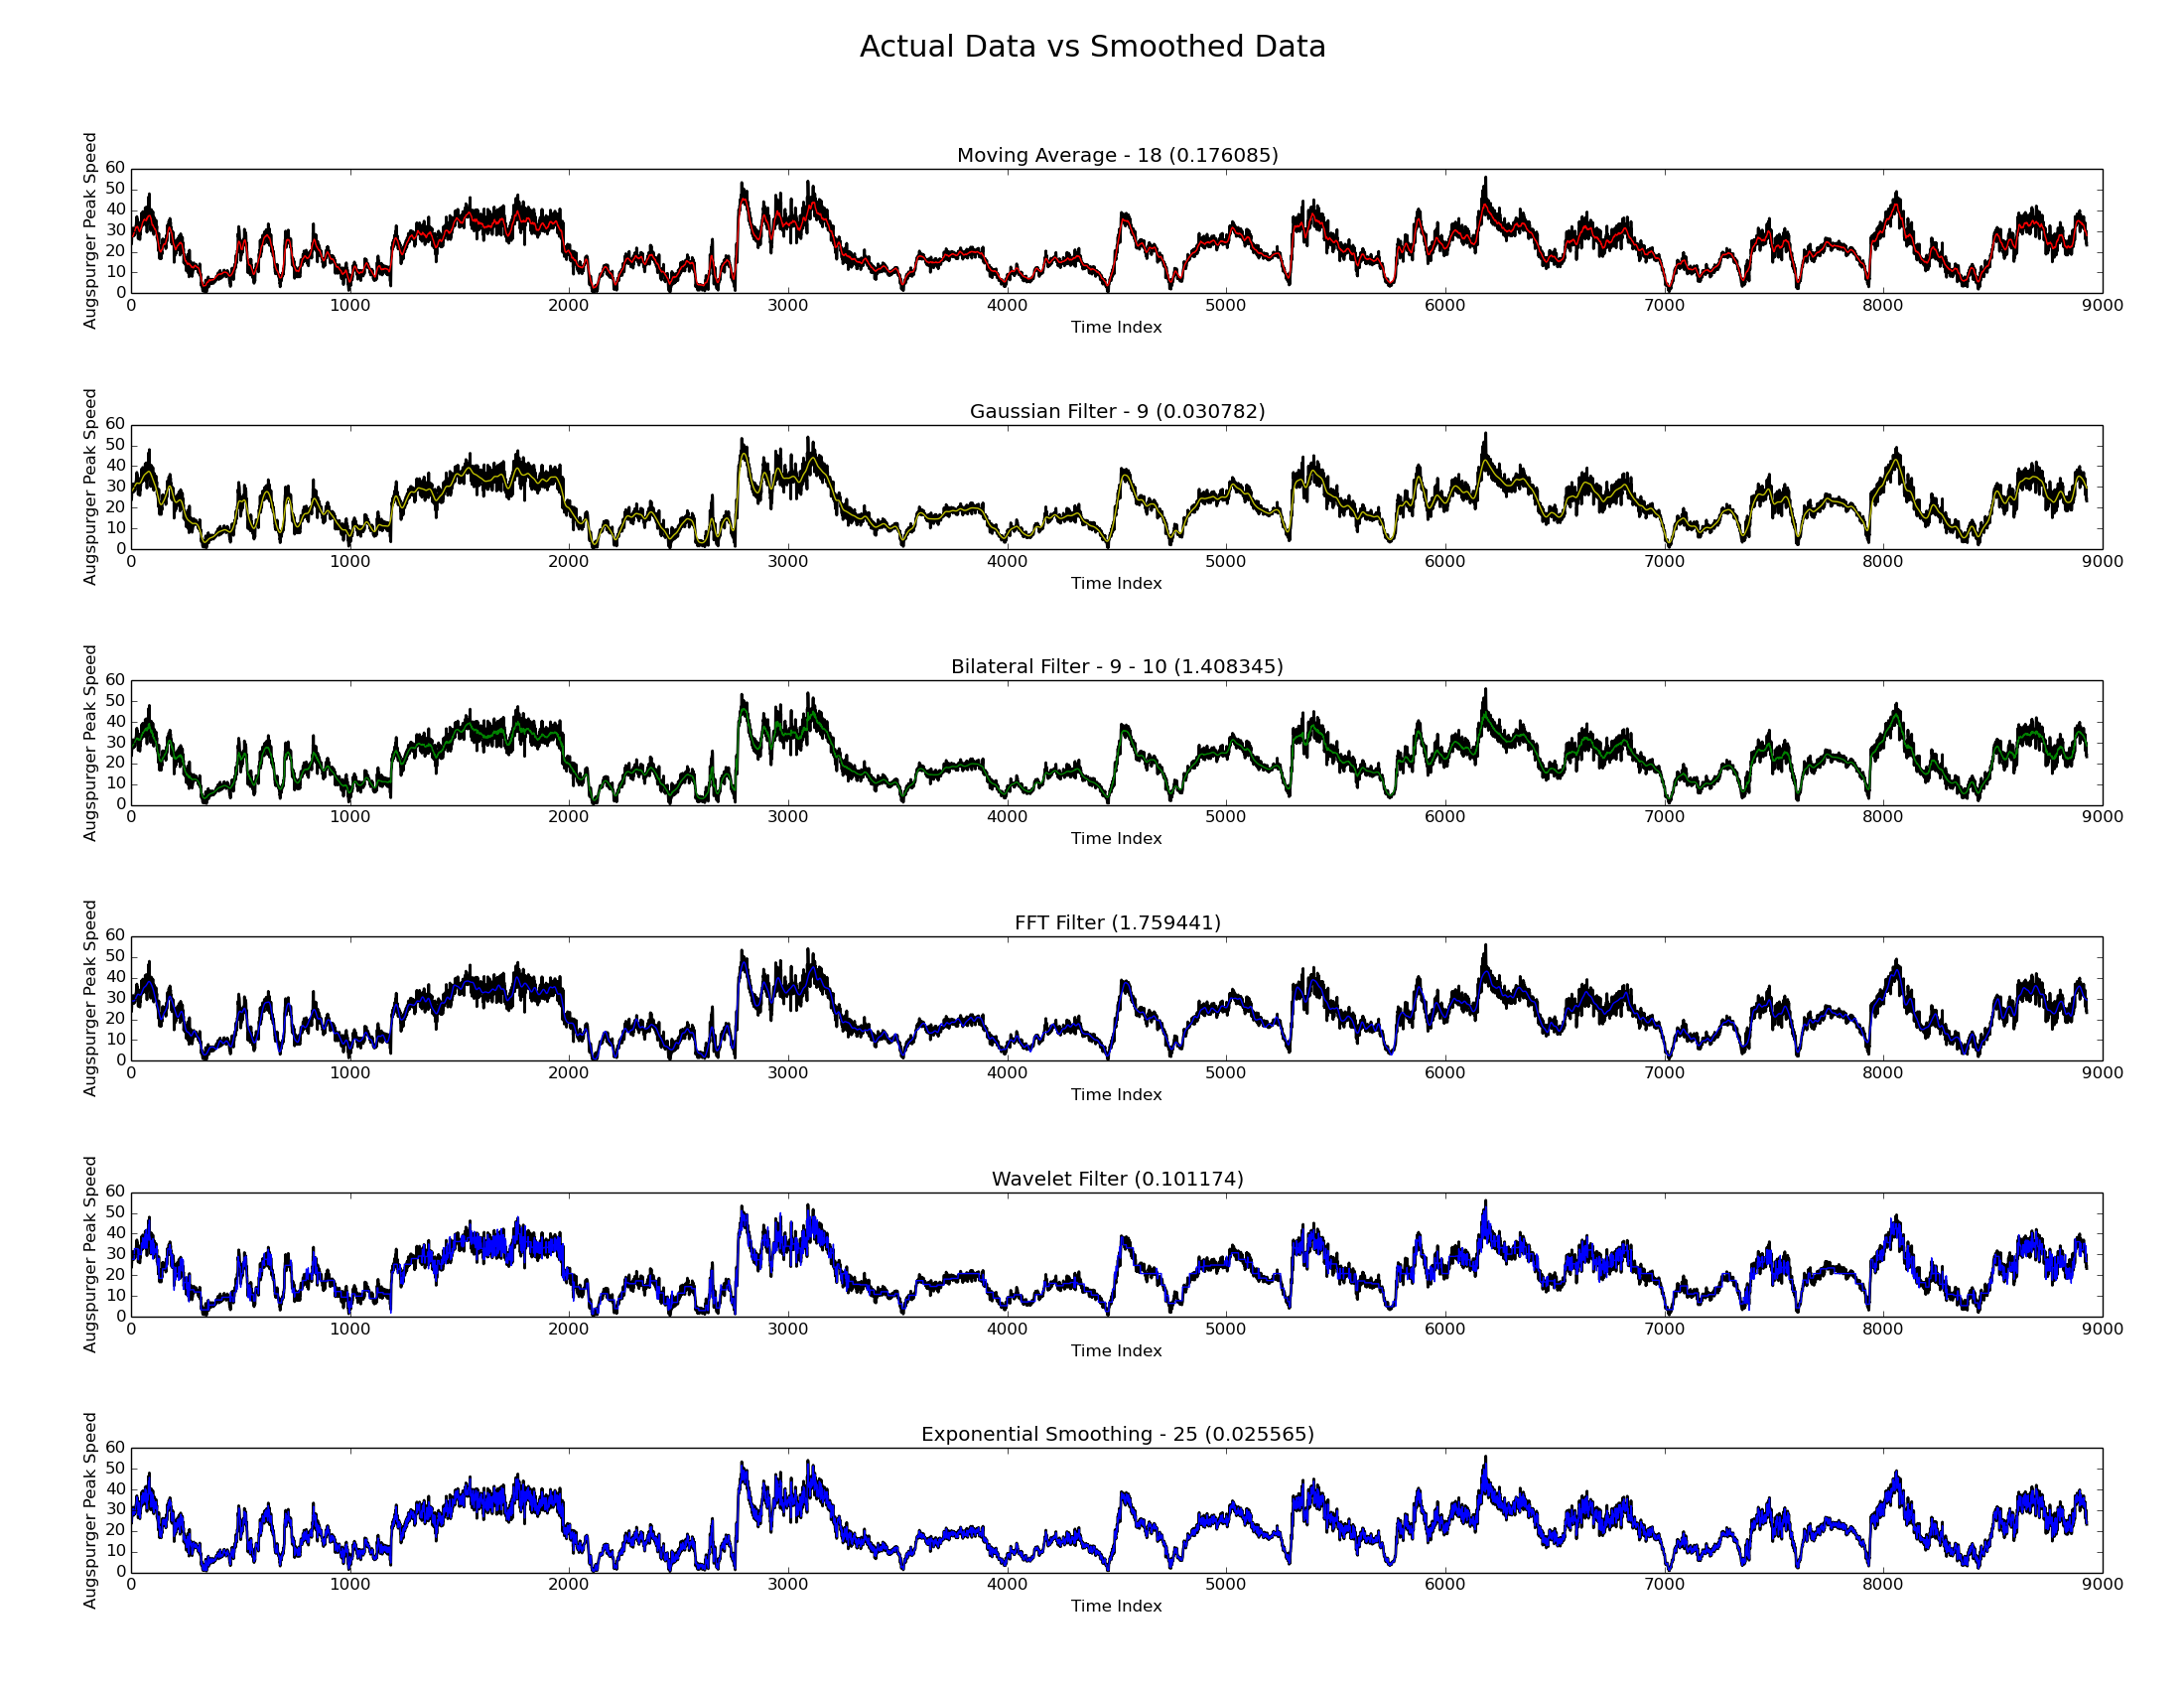 Actual Data vs Smoothed Data
Moving Average - 18 (0.176085)
Augspurger Peak Speed
60
50
40
30
20
10
0
0 1000 2000 3000 4000 5000 6000 7000 8000 9000
Time Index
Gaussian Filter - 9 (0.030782)
Augspurger Peak Speed
60
50
40
30
20
10
0
0 1000 2000 3000 4000 5000 6000 7000 8000 9000
Time Index
Bilateral Filter - 9 - 10 (1.408345)
Augspurger Peak Speed
60
50
40
30
20
10
0
0 1000 2000 3000 4000 5000 6000 7000 8000 9000
Time Index
FFT Filter (1.759441)
Augspurger Peak Speed
60
50
40
30
20
10
0
0 1000 2000 3000 4000 5000 6000 7000 8000 9000
Time Index
Wavelet Filter (0.101174)
Augspurger Peak Speed
60
50
40
30
20
10
0
0 1000 2000 3000 4000 5000 6000 7000 8000 9000
Time Index
Exponential Smoothing - 25 (0.025565)
Augspurger Peak Speed
60
50
40
30
20
10
0
0 1000 2000 3000 4000 5000 6000 7000 8000 9000
Time Index